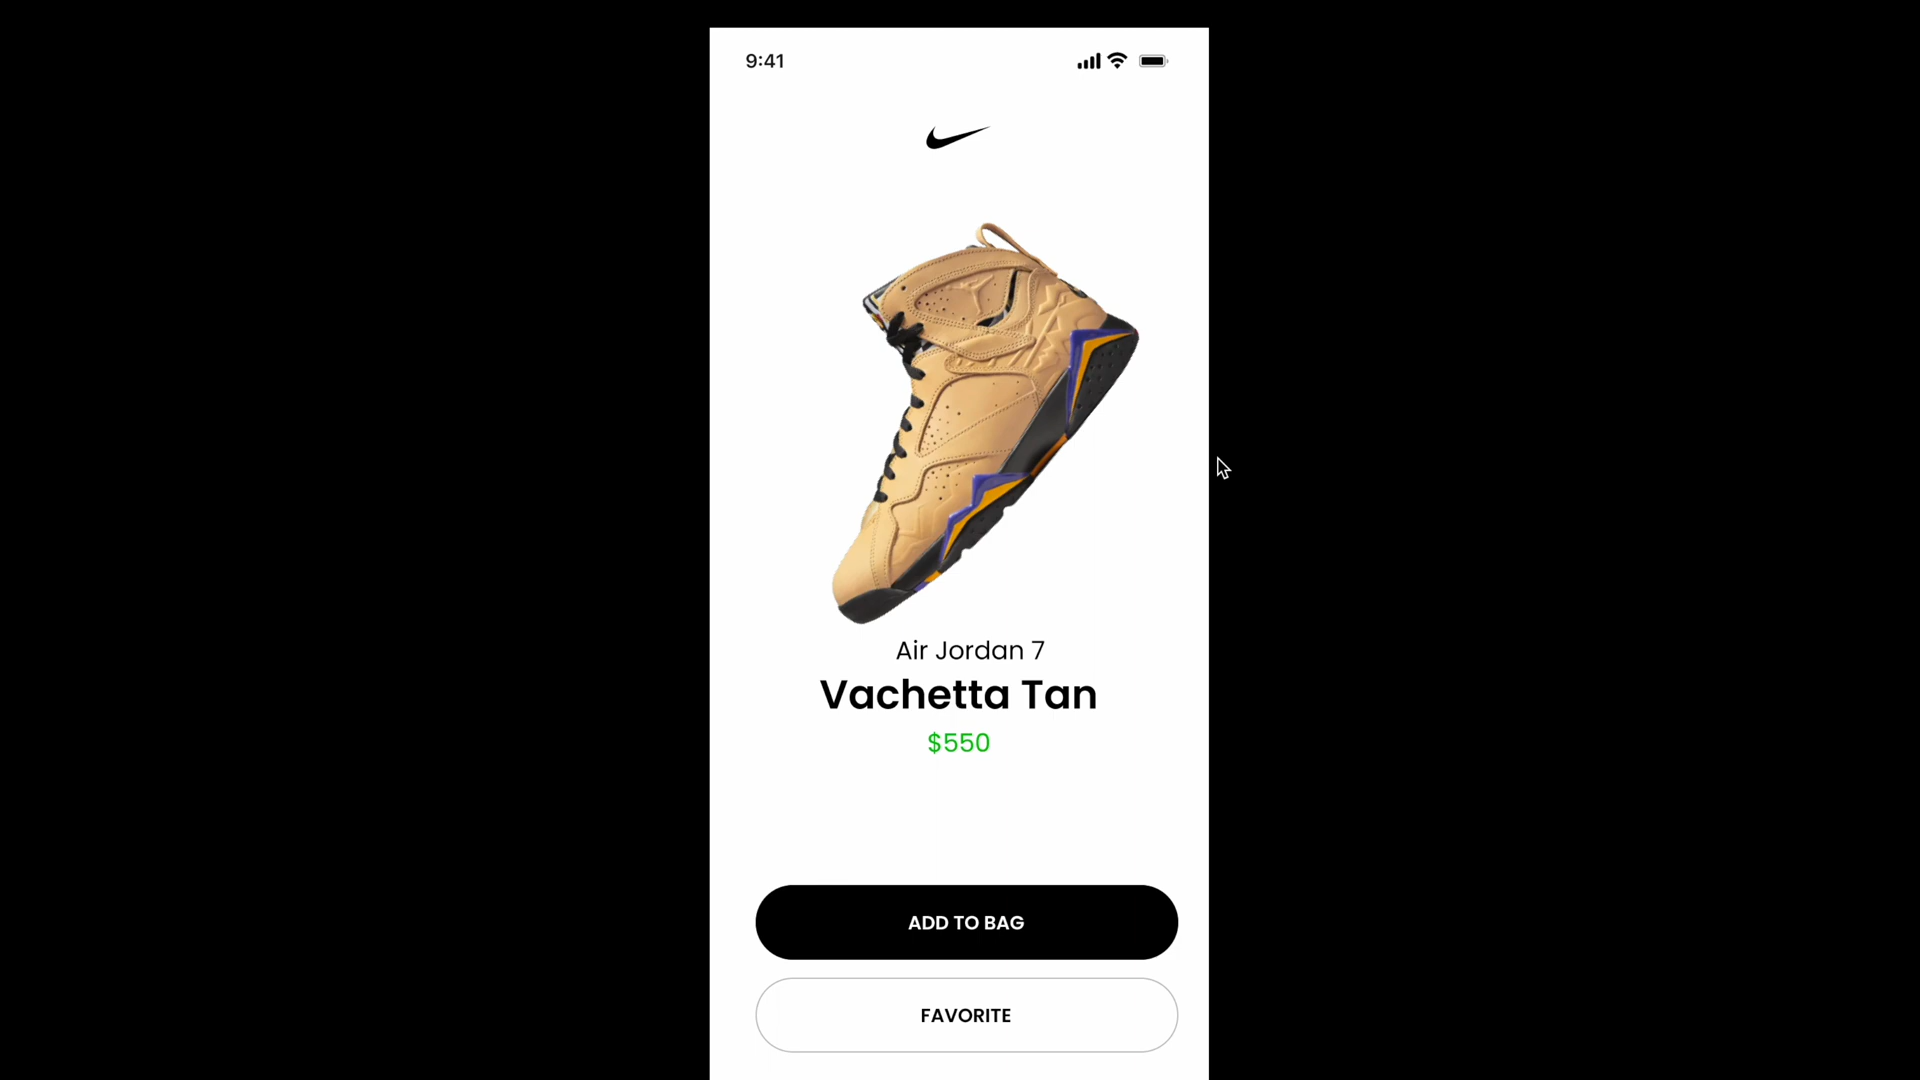 9:41
Air Jordan 7
Vachetta Tan
$550
ADD TO BAG
FAVORITE